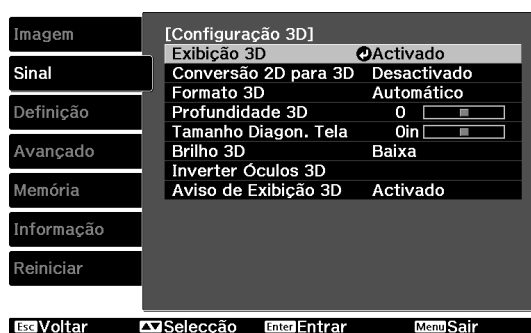 Imagem
Sinal
Definição
Avançado
Memória
Informação
Reiniciar
[Configuração 3D]
Exibição 3D Activado
Conversão 2D para 3D Desactivado
Formato 3D Automático
Profundidade 3D 0
Tamanho Diagon. Tela 0in
Brilho 3D Baixa
Inverter Óculos 3D
Aviso de Exibição 3D Activado
Esc Voltar Selecção Enter Entrar Menu Sair